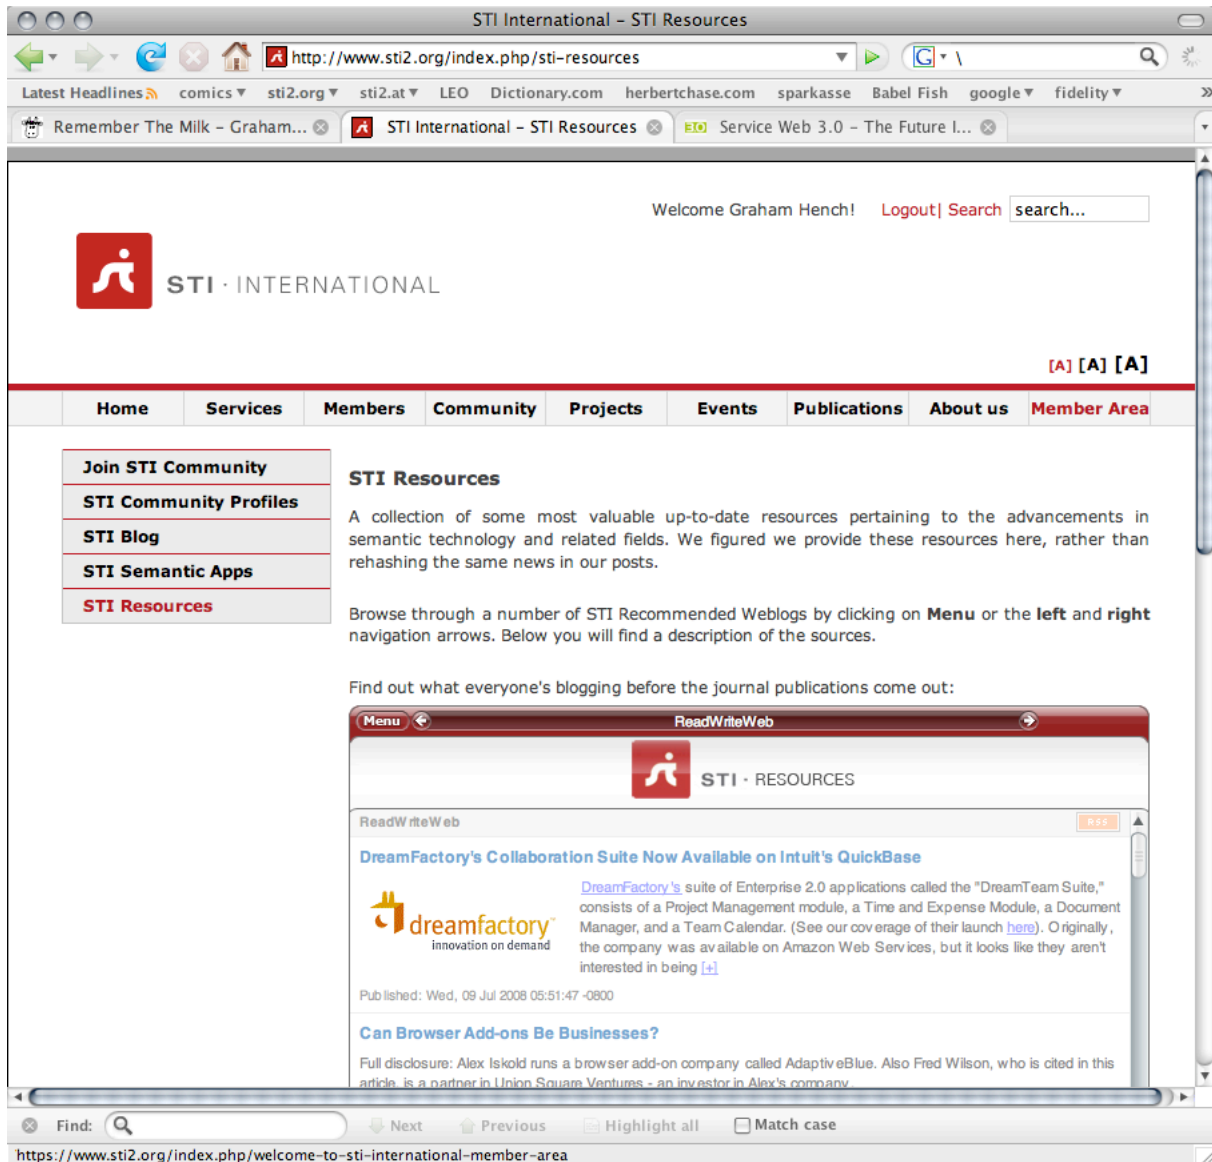 STI International – STI Resources
http://www.sti2.org/index.php/sti-resources
G \
Latest Headlines comics sti2.org sti2.at LEO Dictionary.com herbertchase.com sparkasse Babel Fish google fidelity »
Remember The Milk – Graham... STI International – STI Resources Service Web 3.0 – The Future I...
Welcome Graham Hench! Logout| Search search...
STI · INTERNATIONAL
[A] [A] [A]
Home Services Members Community Projects Events Publications About us Member Area
Join STI Community
STI Community Profiles
STI Blog
STI Semantic Apps
STI Resources
STI Resources
A collection of some most valuable up-to-date resources pertaining to the advancements in
semantic technology and related fields. We figured we provide these resources here, rather than
rehashing the same news in our posts.
Browse through a number of STI Recommended Weblogs by clicking on Menu or the left and right
navigation arrows. Below you will find a description of the sources.
Find out what everyone's blogging before the journal publications come out:
Menu ReadWriteWeb
STI · RESOURCES
ReadWriteWeb RSS
DreamFactory's Collaboration Suite Now Available on Intuit's QuickBase
dreamfactory
innovation on demand
DreamFactory's suite of Enterprise 2.0 applications called the "DreamTeam Suite,"
consists of a Project Management module, a Time and Expense Module, a Document
Manager, and a Team Calendar. (See our coverage of their launch here). Originally,
the company was available on Amazon Web Services, but it looks like they aren't
interested in being [+]
Published: Wed, 09 Jul 2008 05:51:47 -0800
Can Browser Add-ons Be Businesses?
Full disclosure: Alex Iskold runs a browser add-on company called AdaptiveBlue. Also Fred Wilson, who is cited in this
article, is a partner in Union Square Ventures - an investor in Alex's company.
Find: Next Previous Highlight all Match case
https://www.sti2.org/index.php/welcome-to-sti-international-member-area